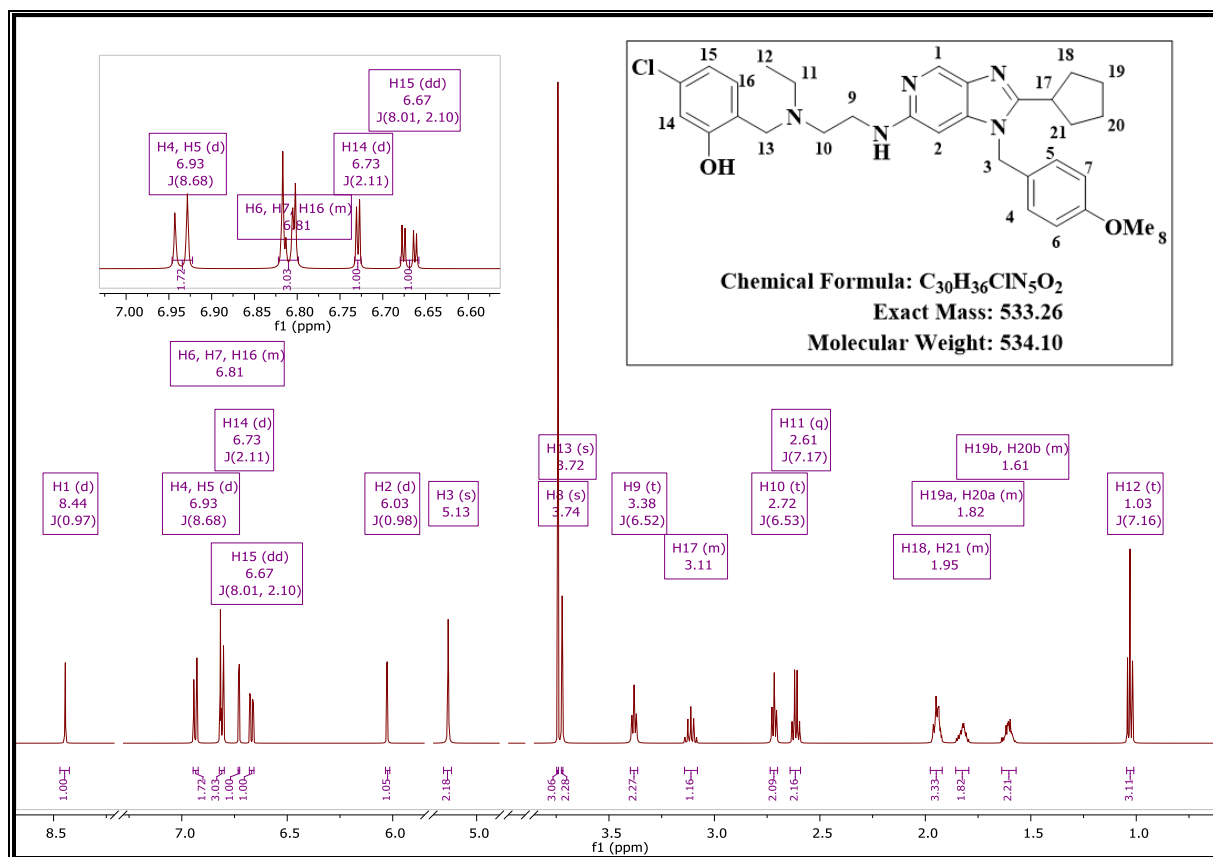 H15 (dd)
6.67
J(8.01, 2.10)
H4, H5 (d)
6.93
J(8.68)
H14 (d)
6.73
J(2.11)
H6, H7, H16 (m)
6.81
1.72
3.03
1.00
1.00
7.00 6.95 6.90 6.85 6.80 6.75 6.70 6.65 6.60
f1 (ppm)
Cl
15
16
14
OH
13
12
11
N
10
9
N
H
N
1
2
N
N
3
17
18
19
20
21
5
7
4
6
OMe 8
Chemical Formula: C₃₀H₃₆ClN₅O₂
Exact Mass: 533.26
Molecular Weight: 534.10
H6, H7, H16 (m)
6.81
H14 (d)
6.73
J(2.11)
H11 (q)
2.61
J(7.17)
H13 (s)
3.72
H19b, H20b (m)
1.61
H1 (d)
8.44
J(0.97)
H4, H5 (d)
6.93
J(8.68)
H2 (d)
6.03
J(0.98)
H3 (s)
5.13
H8 (s)
3.74
H9 (t)
3.38
J(6.52)
H10 (t)
2.72
J(6.53)
H19a, H20a (m)
1.82
H12 (t)
1.03
J(7.16)
H15 (dd)
6.67
J(8.01, 2.10)
H17 (m)
3.11
H18, H21 (m)
1.95
1.00
1.72
3.03
1.00
1.00
1.05
2.18
3.06
2.28
2.27
1.16
2.09
2.16
3.33
1.82
2.21
3.11
8.5 7.0 6.5 6.0 5.0 3.5 3.0 2.5 2.0 1.5 1.0
f1 (ppm)